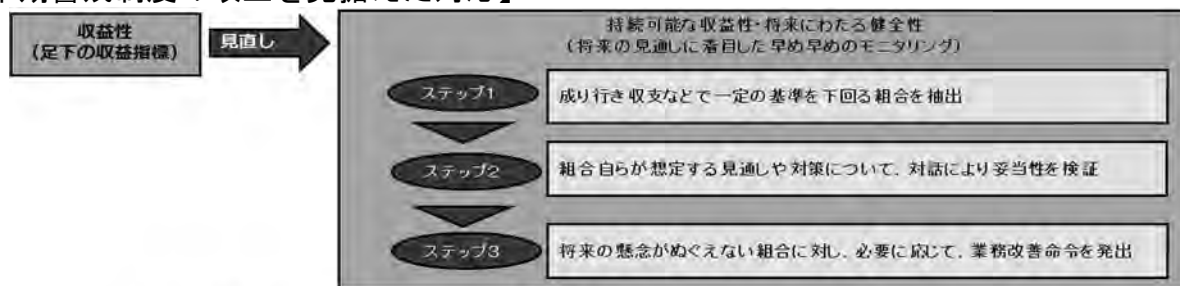 収益性
(足下の収益指標)
見直し
持続可能な収益性・将来にわたる健全性
(将来の見通しに着目した早め早めのモニタリング)
ステップ1
成り行き収支などで一定の基準を下回る組合を抽出
ステップ2
組合自らが想定する見通しや対策について、対話により妥当性を検証
ステップ3
将来の懸念がぬぐえない組合に対し、必要に応じて、業務改善命令を発出